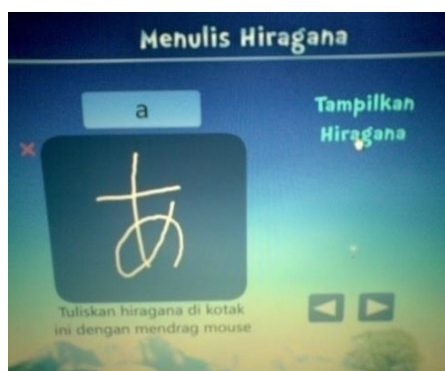 Menulis Hiragana
a
Tampilkan
Hiragana
あ
Tuliskan hiragana di kotak
ini dengan mendrag mouse